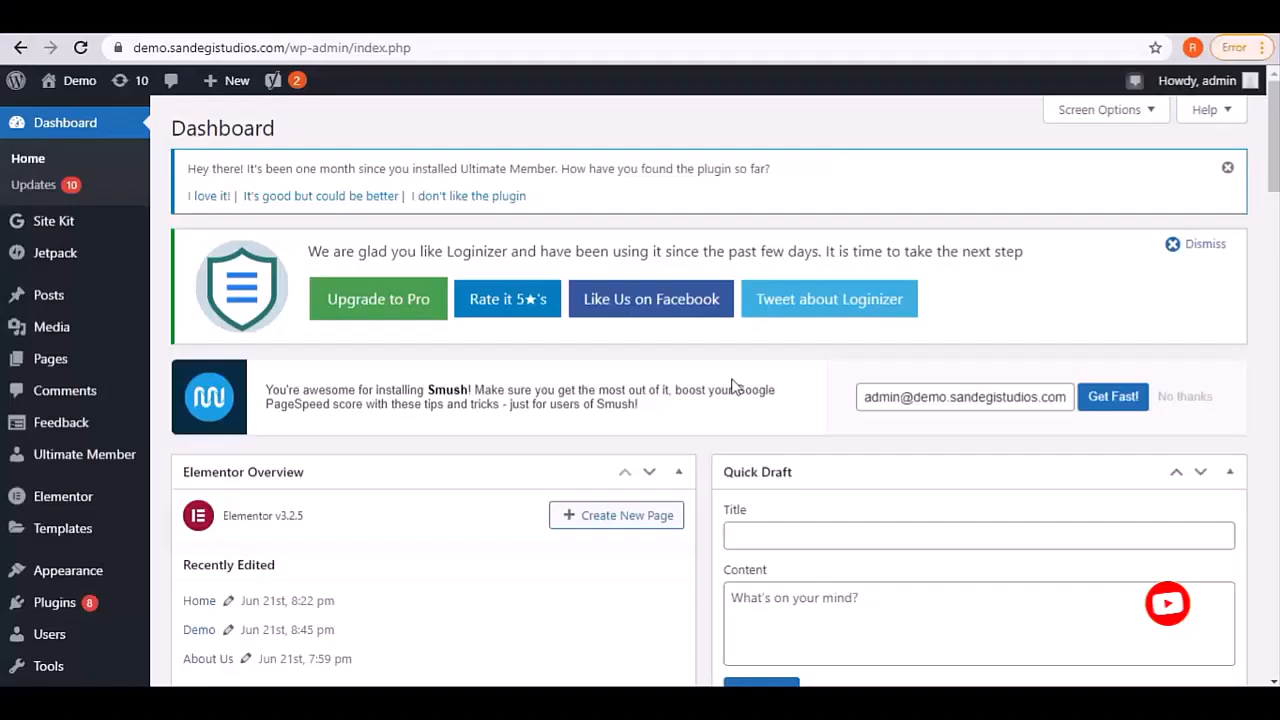 demo.sandegistudios.com/wp-admin/index.php
R
Error
Demo
10
New
2
Howdy, admin
Dashboard
Home
Updates 10
Site Kit
Jetpack
Posts
Media
Pages
Comments
Feedback
Ultimate Member
Elementor
Templates
Appearance
Plugins 8
Users
Tools
Screen Options
Help
Dashboard
Hey there! It's been one month since you installed Ultimate Member. How have you found the plugin so far?
I love it! | It's good but could be better | I don't like the plugin
We are glad you like Loginizer and have been using it since the past few days. It is time to take the next step
Dismiss
Upgrade to Pro
Rate it 5★'s
Like Us on Facebook
Tweet about Loginizer
You're awesome for installing Smush! Make sure you get the most out of it, boost your Google
PageSpeed score with these tips and tricks - just for users of Smush!
admin@demo.sandegistudios.com
Get Fast!
No thanks
Elementor Overview
Elementor v3.2.5
Create New Page
Recently Edited
Home Jun 21st, 8:22 pm
Demo Jun 21st, 8:45 pm
About Us Jun 21st, 7:59 pm
Quick Draft
Title
Content
What's on your mind?